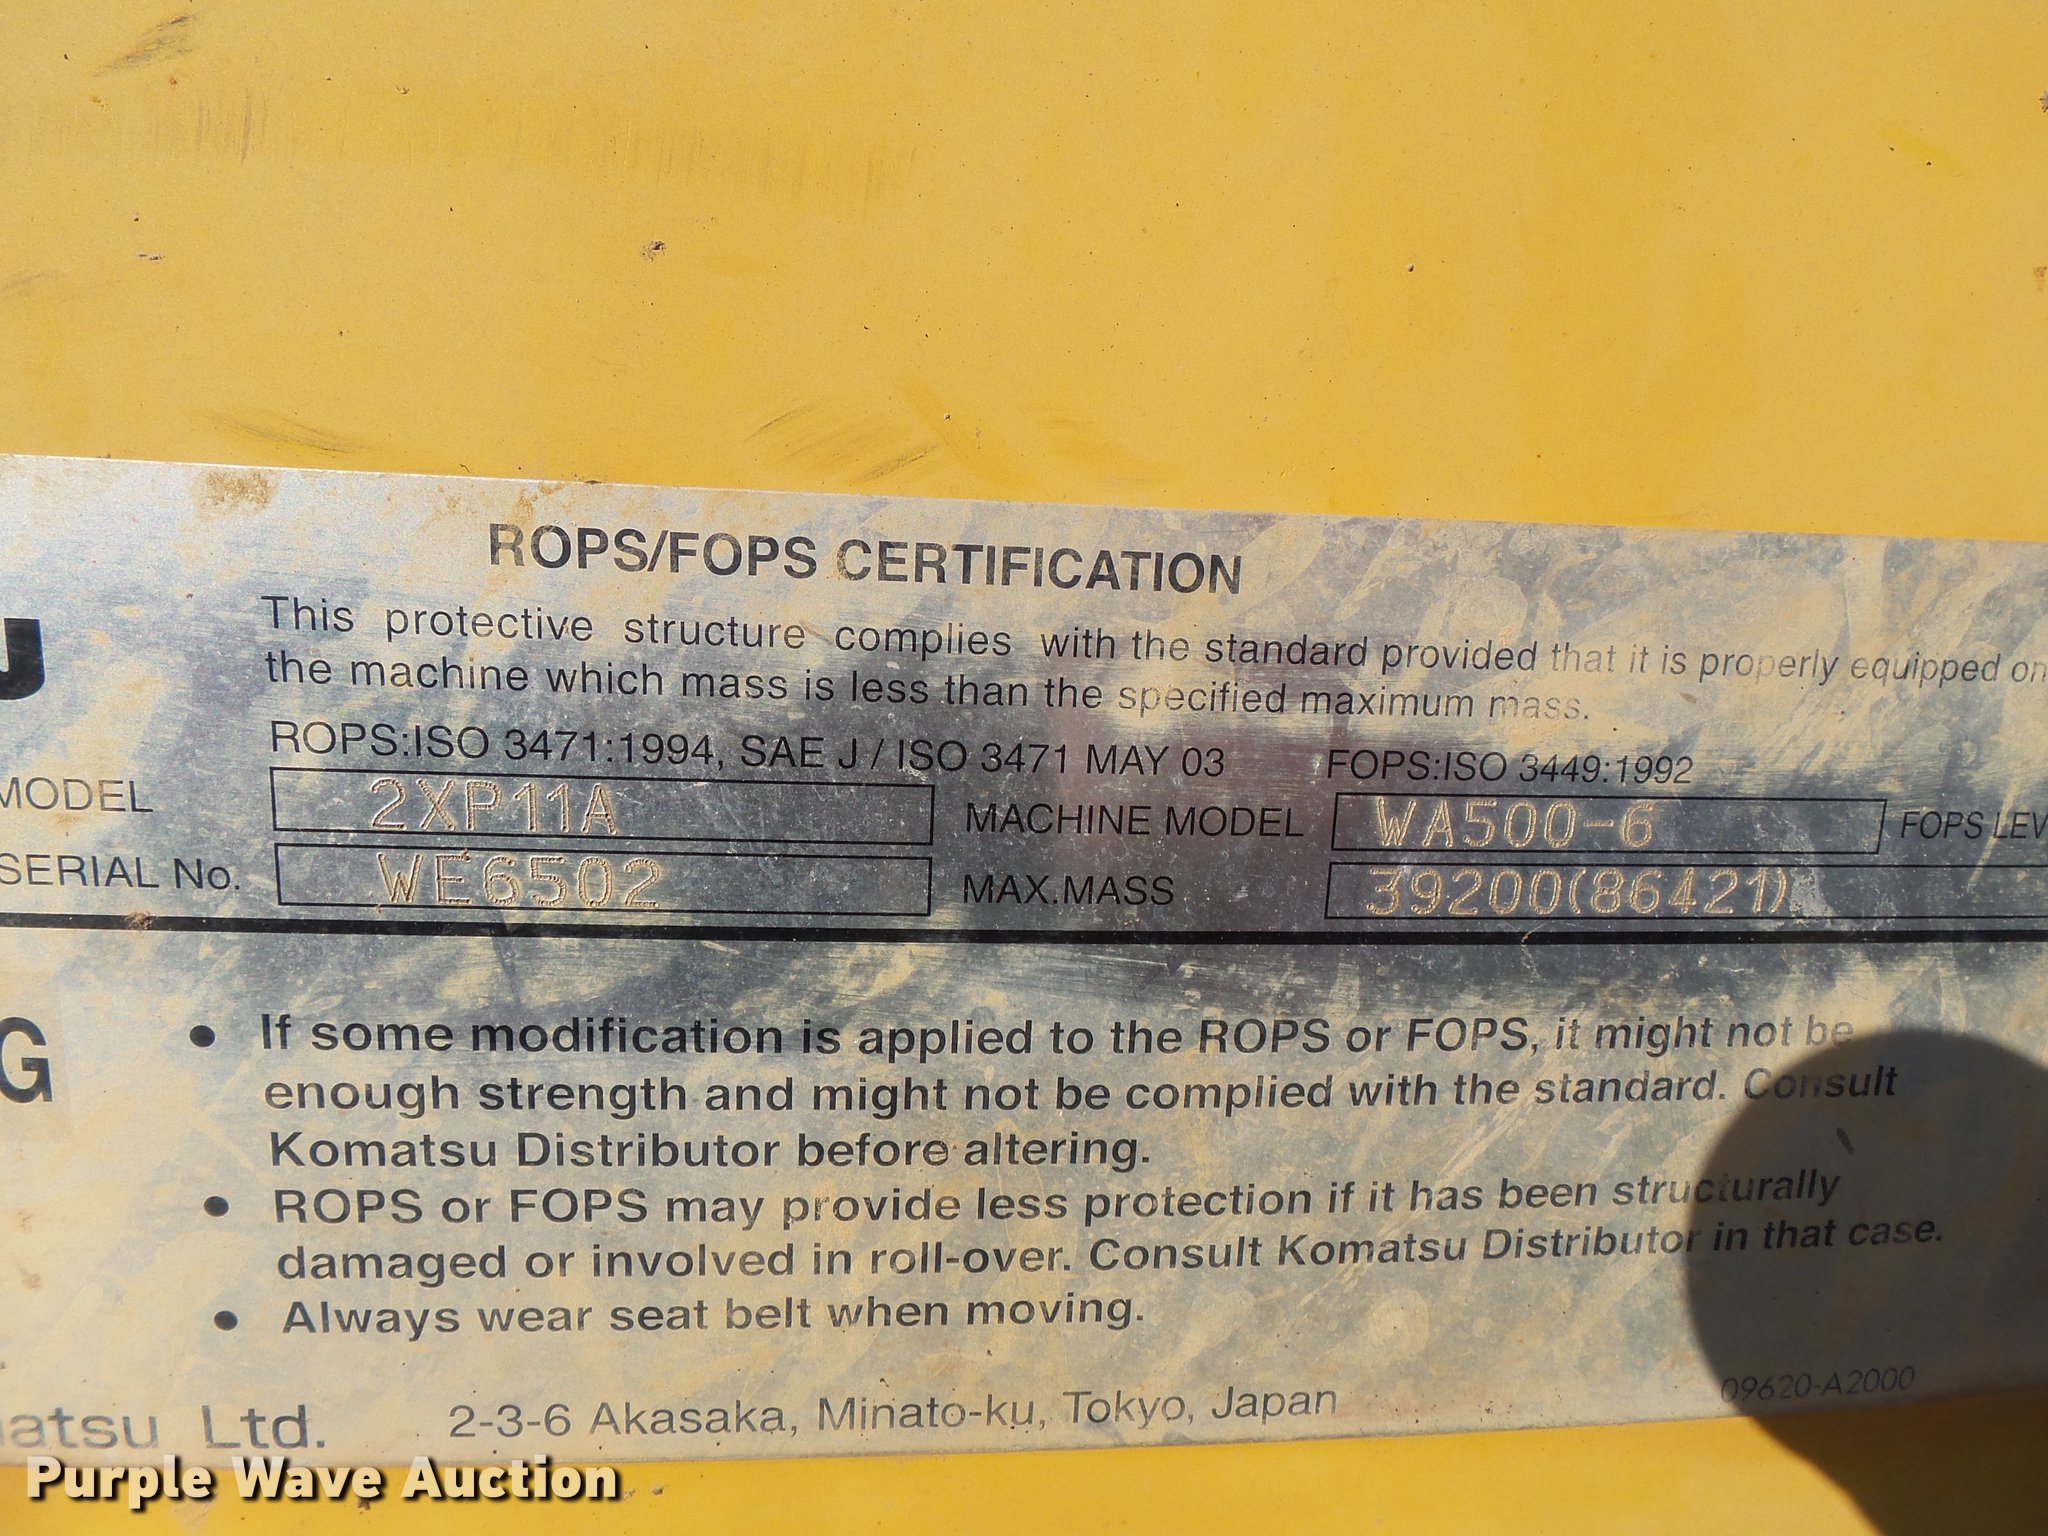 ROPS/FOPS CERTIFICATION
This protective structure complies with the standard provided that it is properly equipped on
the machine which mass is less than the specified maximum mass.
ROPS:ISO 3471:1994, SAE J / ISO 3471 MAY 03 FOPS:ISO 3449:1992
MODEL 2XP11A MACHINE MODEL WA500-6 FOPS LEV
SERIAL No. WE6502 MAX.MASS 39200(86421)
• If some modification is applied to the ROPS or FOPS, it might not be
enough strength and might not be complied with the standard. Consult
Komatsu Distributor before altering.
• ROPS or FOPS may provide less protection if it has been structurally
damaged or involved in roll-over. Consult Komatsu Distributor in that case.
• Always wear seat belt when moving.
09620-A2000
atsu Ltd. 2-3-6 Akasaka, Minato-ku, Tokyo, Japan
Purple Wave Auction